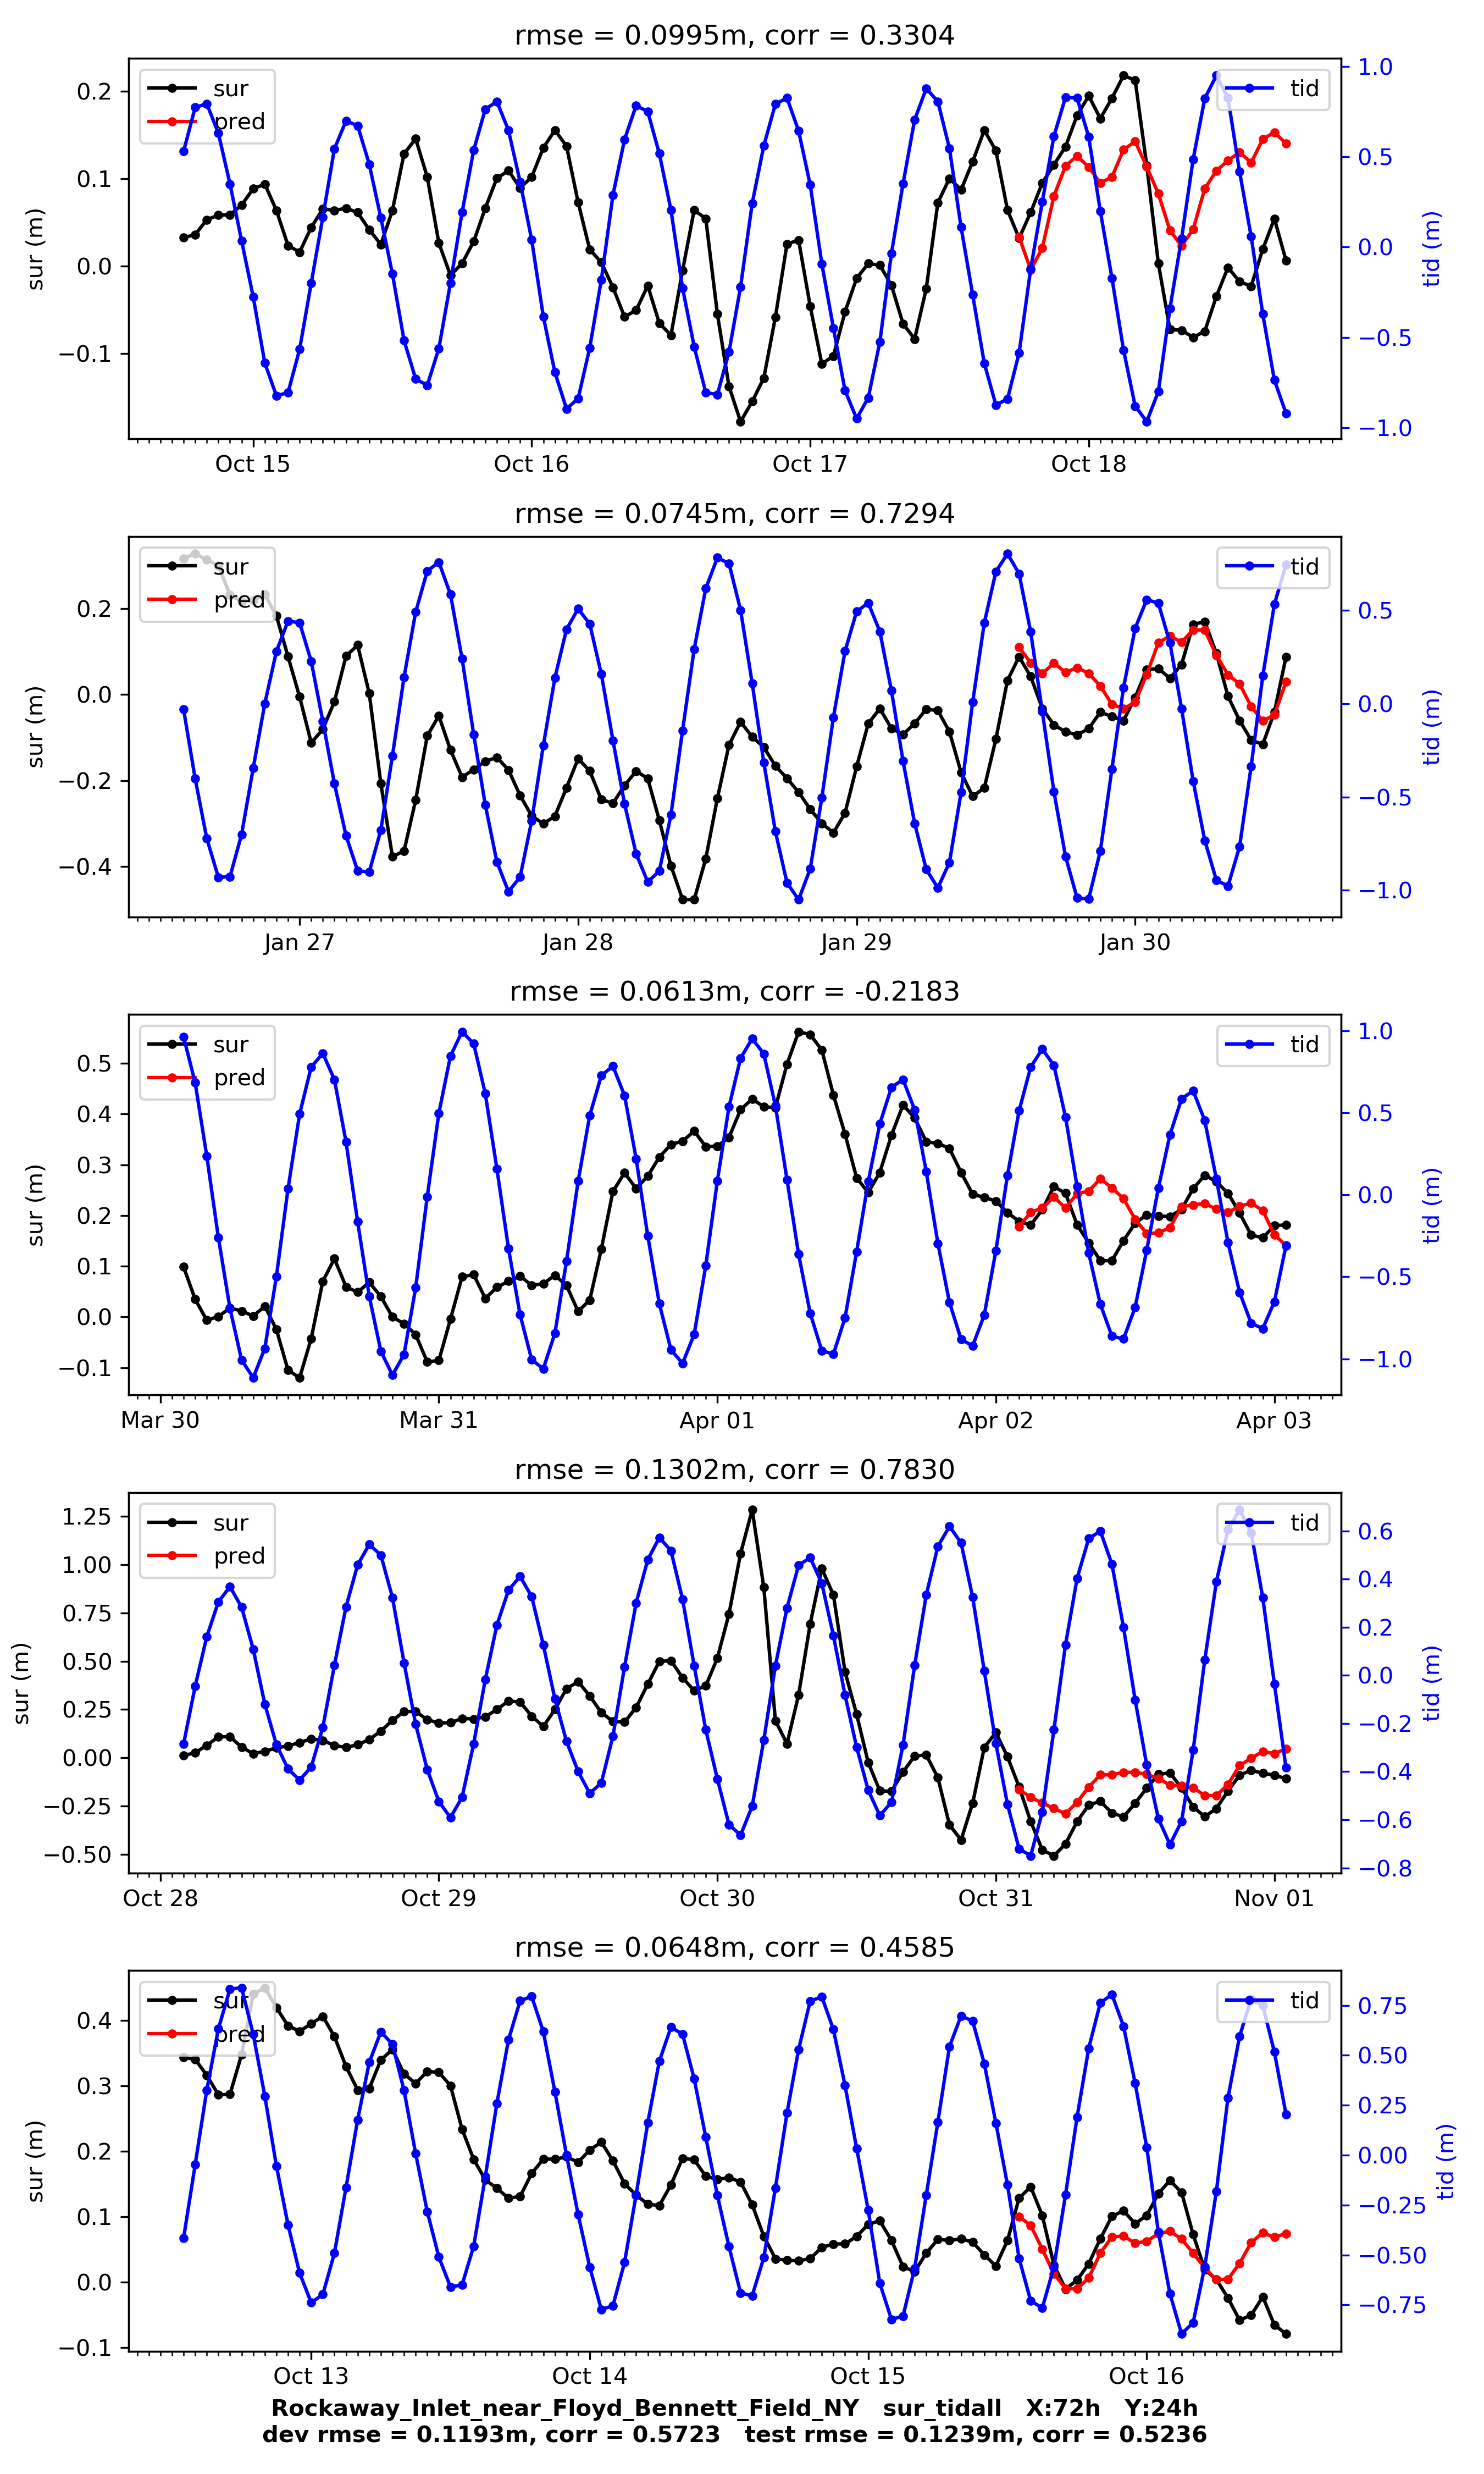 rmse = 0.0995m, corr = 0.3304
sur
pred
tid
0.2
0.1
0.0
−0.1
sur (m)
1.0
0.5
0.0
−0.5
−1.0
tid (m)
Oct 15 Oct 16 Oct 17 Oct 18
rmse = 0.0745m, corr = 0.7294
sur
pred
tid
0.2
0.0
−0.2
−0.4
sur (m)
0.5
0.0
−0.5
−1.0
tid (m)
Jan 27 Jan 28 Jan 29 Jan 30
rmse = 0.0613m, corr = -0.2183
sur
pred
tid
0.5
0.4
0.3
0.2
0.1
0.0
−0.1
sur (m)
1.0
0.5
0.0
−0.5
−1.0
tid (m)
Mar 30 Mar 31 Apr 01 Apr 02 Apr 03
rmse = 0.1302m, corr = 0.7830
sur
pred
tid
1.25
1.00
0.75
0.50
0.25
0.00
−0.25
−0.50
sur (m)
0.6
0.4
0.2
0.0
−0.2
−0.4
−0.6
−0.8
tid (m)
Oct 28 Oct 29 Oct 30 Oct 31 Nov 01
rmse = 0.0648m, corr = 0.4585
sur
pred
tid
0.4
0.3
0.2
0.1
0.0
−0.1
sur (m)
0.75
0.50
0.25
0.00
−0.25
−0.50
−0.75
tid (m)
Oct 13 Oct 14 Oct 15 Oct 16
Rockaway_Inlet_near_Floyd_Bennett_Field_NY sur_tidall X:72h Y:24h
dev rmse = 0.1193m, corr = 0.5723 test rmse = 0.1239m, corr = 0.5236